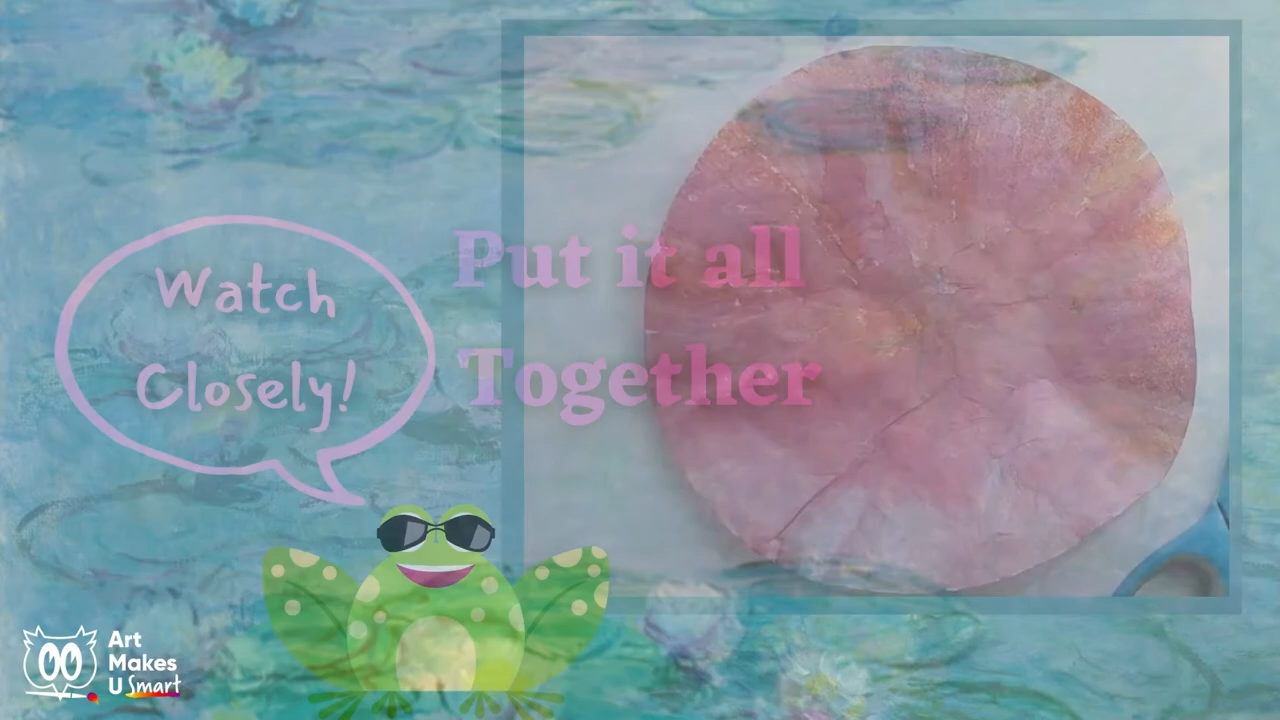 Watch
Closely!
Put it all
Together
Art
Makes
U Smart